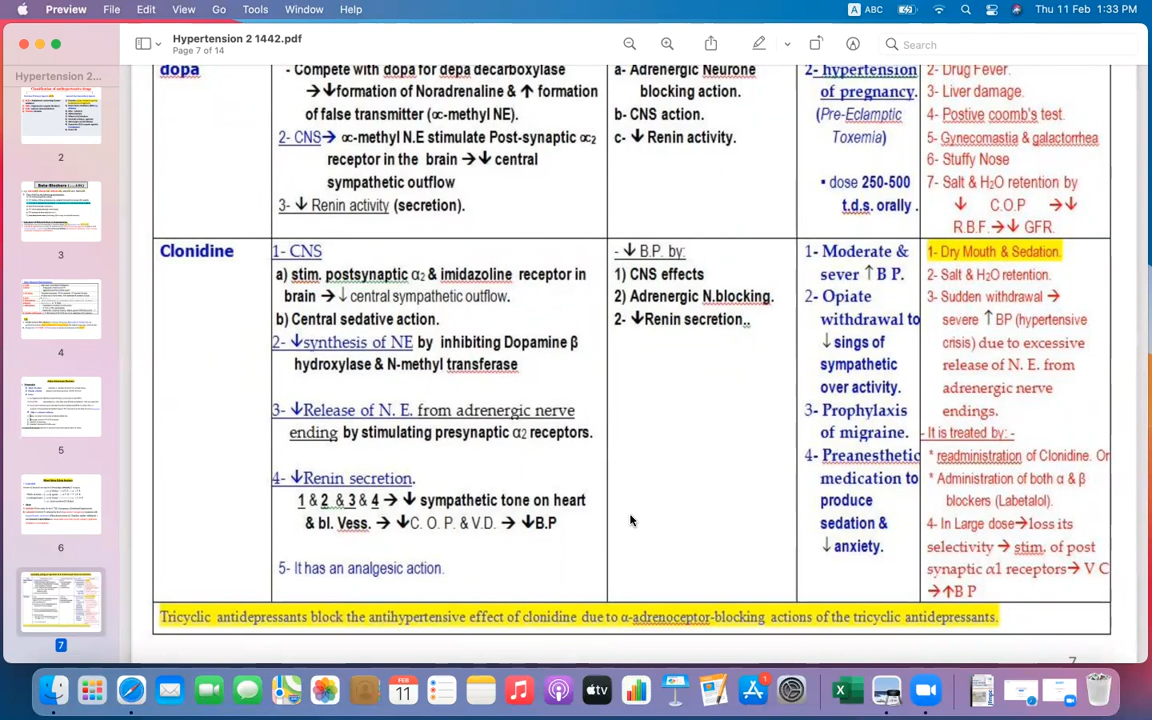 Preview File Edit View Go Tools Window Help
A ABC
Thu 11 Feb 1:33 PM
Hypertension 2 1442.pdf
Page 7 of 14
Search
Hypertension 2...
2
3
4
5
6
7
dopa
- Compete with dopa for depa decarboxylase
→ ↓formation of Noradrenaline & ↑ formation
of false transmitter (∝-methyl NE).
2- CNS→ ∝-methyl N.E stimulate Post-synaptic ∝2
receptor in the brain →↓ central
sympathetic outflow
3- ↓ Renin activity (secretion).
a- Adrenergic Neurone
blocking action.
b- CNS action.
c- ↓ Renin activity.
2- hypertension
of pregnancy.
(Pre-Eclamptic
Toxemia)
▪ dose 250-500
t.d.s. orally .
2- Drug Fever.
3- Liver damage.
4- Postive coomb's test.
5- Gynecomastia & galactorrhea
6- Stuffy Nose
7- Salt & H2O retention by
↓ C.O.P →↓
R.B.F.→↓ GFR.
Clonidine
1- CNS
a) stim. postsynaptic α2 & imidazoline receptor in
brain → ↓ central sympathetic outflow.
b) Central sedative action.
2- ↓synthesis of NE by inhibiting Dopamine β
hydroxylase & N-methyl transferase
3- ↓Release of N. E. from adrenergic nerve
ending by stimulating presynaptic α2 receptors.
4- ↓Renin secretion.
1 & 2 & 3 & 4 → ↓ sympathetic tone on heart
& bl. Vess. → ↓C. O. P. & V.D. → ↓B.P
5- It has an analgesic action.
- ↓ B.P. by:
1) CNS effects
2) Adrenergic N.blocking.
2- ↓Renin secretion..
1- Moderate &
sever ↑B P.
2- Opiate
withdrawal to
↓ sings of
sympathetic
over activity.
3- Prophylaxis
of migraine.
4- Preanesthetic
medication to
produce
sedation &
↓ anxiety.
1- Dry Mouth & Sedation.
2- Salt & H2O retention.
3- Sudden withdrawal →
severe ↑BP (hypertensive
crisis) due to excessive
release of N. E. from
adrenergic nerve
endings.
- It is treated by: -
* readministration of Clonidine. Or
* Administration of both α & β
blockers (Labetalol).
4- In Large dose→loss its
selectivity→ stim. of post
synaptic α1 receptors→ V C
→↑B P
Tricyclic antidepressants block the antihypertensive effect of clonidine due to α-adrenoceptor-blocking actions of the tricyclic antidepressants.
7
FEB
11
tv
1